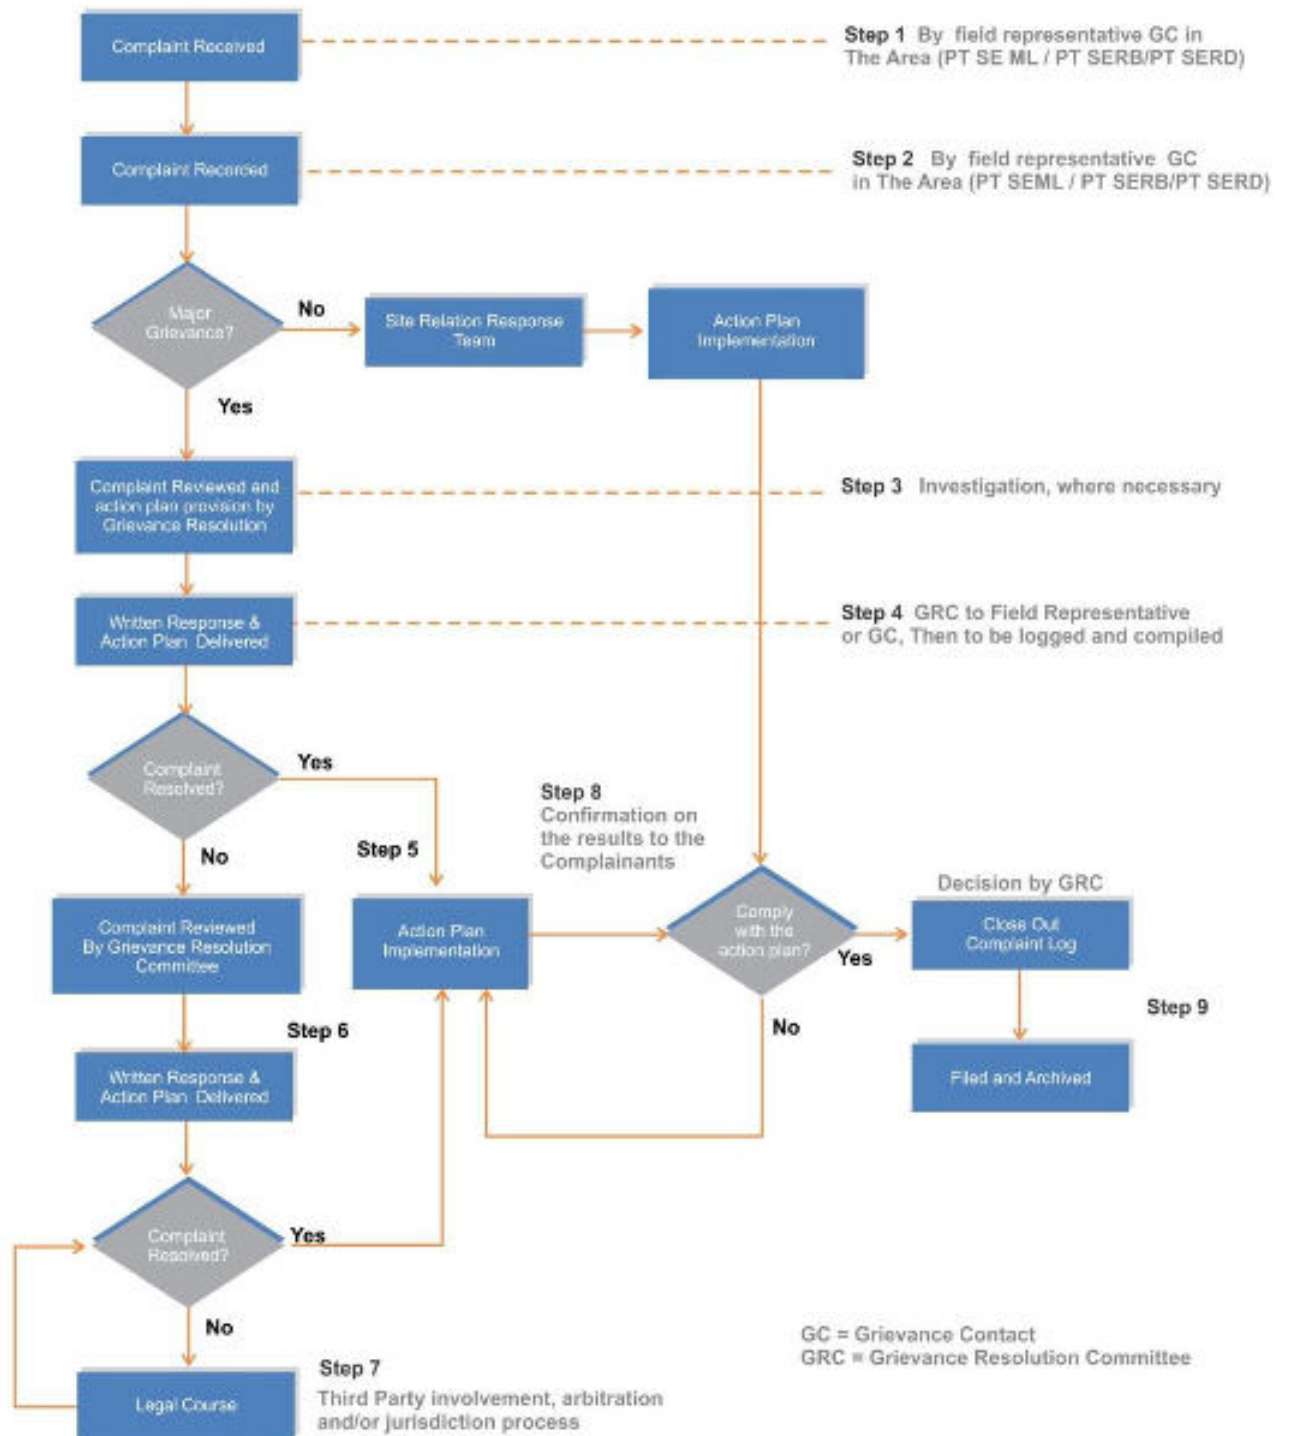 Complaint Received
Step 1 By field representative GC in
The Area (PT SE ML / PT SERB/PT SERD)
Complaint Recorded
Step 2 By field representative GC
in The Area (PT SEML / PT SERB/PT SERD)
Major
Grievance?
No
Site Relation Response
Team
Action Plan
Implementation
Yes
Complaint Reviewed and
action plan provision by
Grievance Resolution
Step 3 Investigation, where necessary
Written Response &
Action Plan Delivered
Step 4 GRC to Field Representative
or GC, Then to be logged and compiled
Complaint
Resolved?
Yes
Step 5
No
Step 8
Confirmation on
the results to the
Complainants
Complaint Reviewed
By Grievance Resolution
Committee
Action Plan
Implementation
Comply
with the
action plan?
Yes
Decision by GRC
Close Out
Complaint Log
No
Step 9
Filed and Archived
Step 6
Written Response &
Action Plan Delivered
Complaint
Resolved?
Yes
No
Step 7
Third Party involvement, arbitration
and/or jurisdiction process
Legal Course
GC = Grievance Contact
GRC = Grievance Resolution Committee